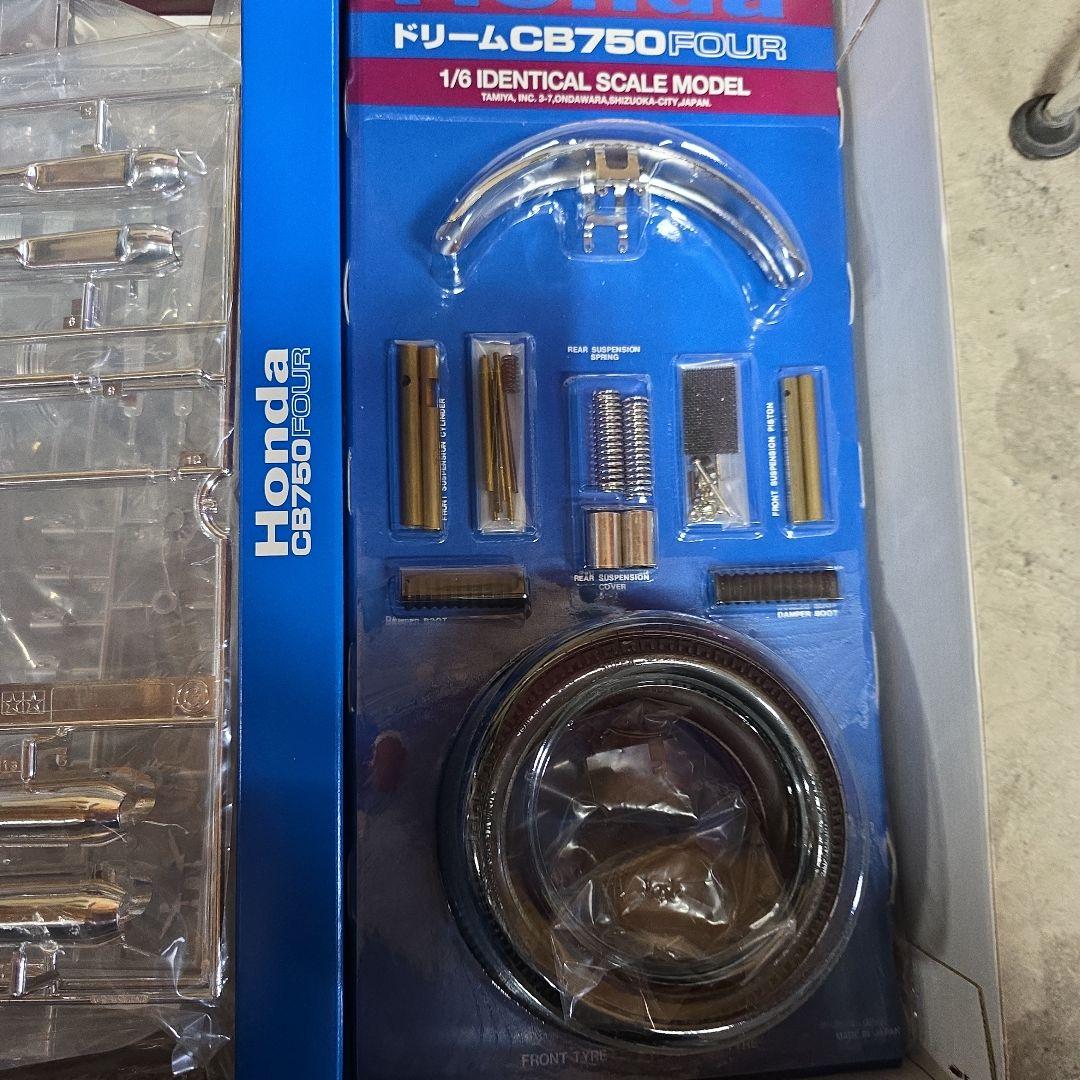 Honda
ドリームCB750FOUR
1/6 IDENTICAL SCALE MODEL
TAMIYA, INC. 3-7,ONDAWARA,SHIZUOKA-CITY,JAPAN.
Honda
CB750FOUR
REAR SUSPENSION
SPRING
FRONT SUSPENSION CYLINDER
FRONT SUSPENSION PISTON
REAR SUSPENSION
COVER
DAMPER BOOT
DAMPER BOOT
FRONT TYRE
MADE IN JAPAN